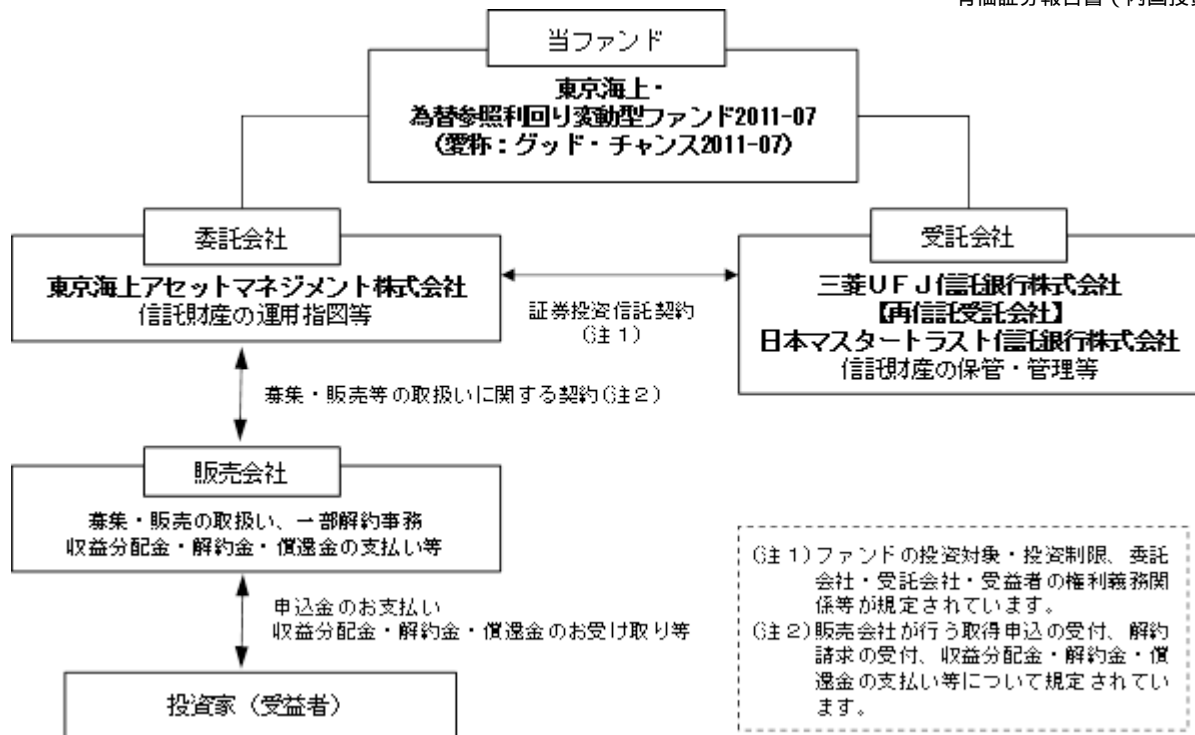 有価証券報告書(内国投資
当ファンド
東京海上・
為替参照利回り変動型ファンド2011-07
(愛称:グッド・チャンス2011-07)
委託会社
東京海上アセットマネジメント株式会社
信託財産の運用指図等
証券投資信託契約
(注1)
受託会社
三菱UFJ信託銀行株式会社
【再信託受託会社】
日本マスタートラスト信託銀行株式会社
信託財産の保管・管理等
募集・販売等の取扱いに関する契約(注2)
販売会社
募集・販売の取扱い、一部解約事務
収益分配金・解約金・償還金の支払い等
申込金のお支払い
収益分配金・解約金・償還金のお受け取り等
投資家(受益者)
(注1)ファンドの投資対象・投資制限、委託
会社・受託会社・受益者の権利義務関
係等が規定されています。
(注2)販売会社が行う取得申込の受付、解約
請求の受付、収益分配金・解約金・償
還金の支払い等について規定されてい
ます。